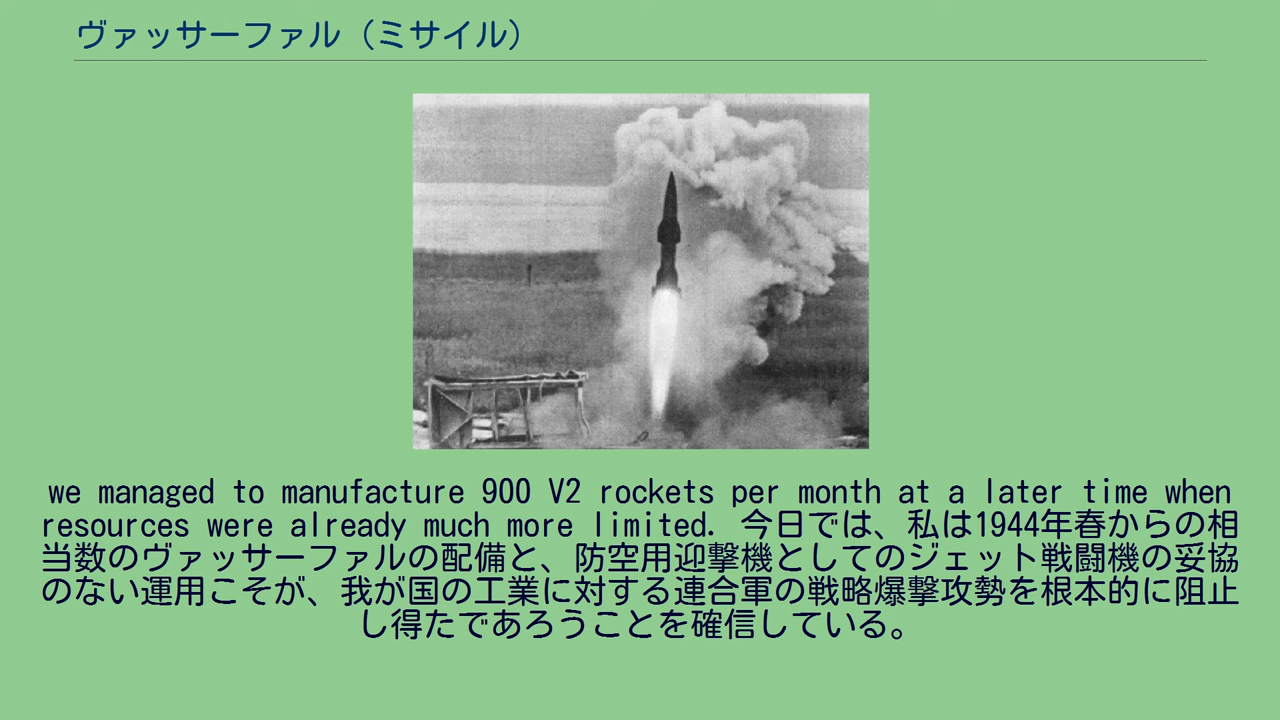 ヴァッサーファル（ミサイル）
we managed to manufacture 900 V2 rockets per month at a later time when
resources were already much more limited. 今日では、私は1944年春からの相
当数のヴァッサーファルの配備と、防空用迎撃機としてのジェット戦闘機の妥協
のない運用こそが、我が国の工業に対する連合軍の戦略爆撃攻勢を根本的に阻止
し得たであろうことを確信している。